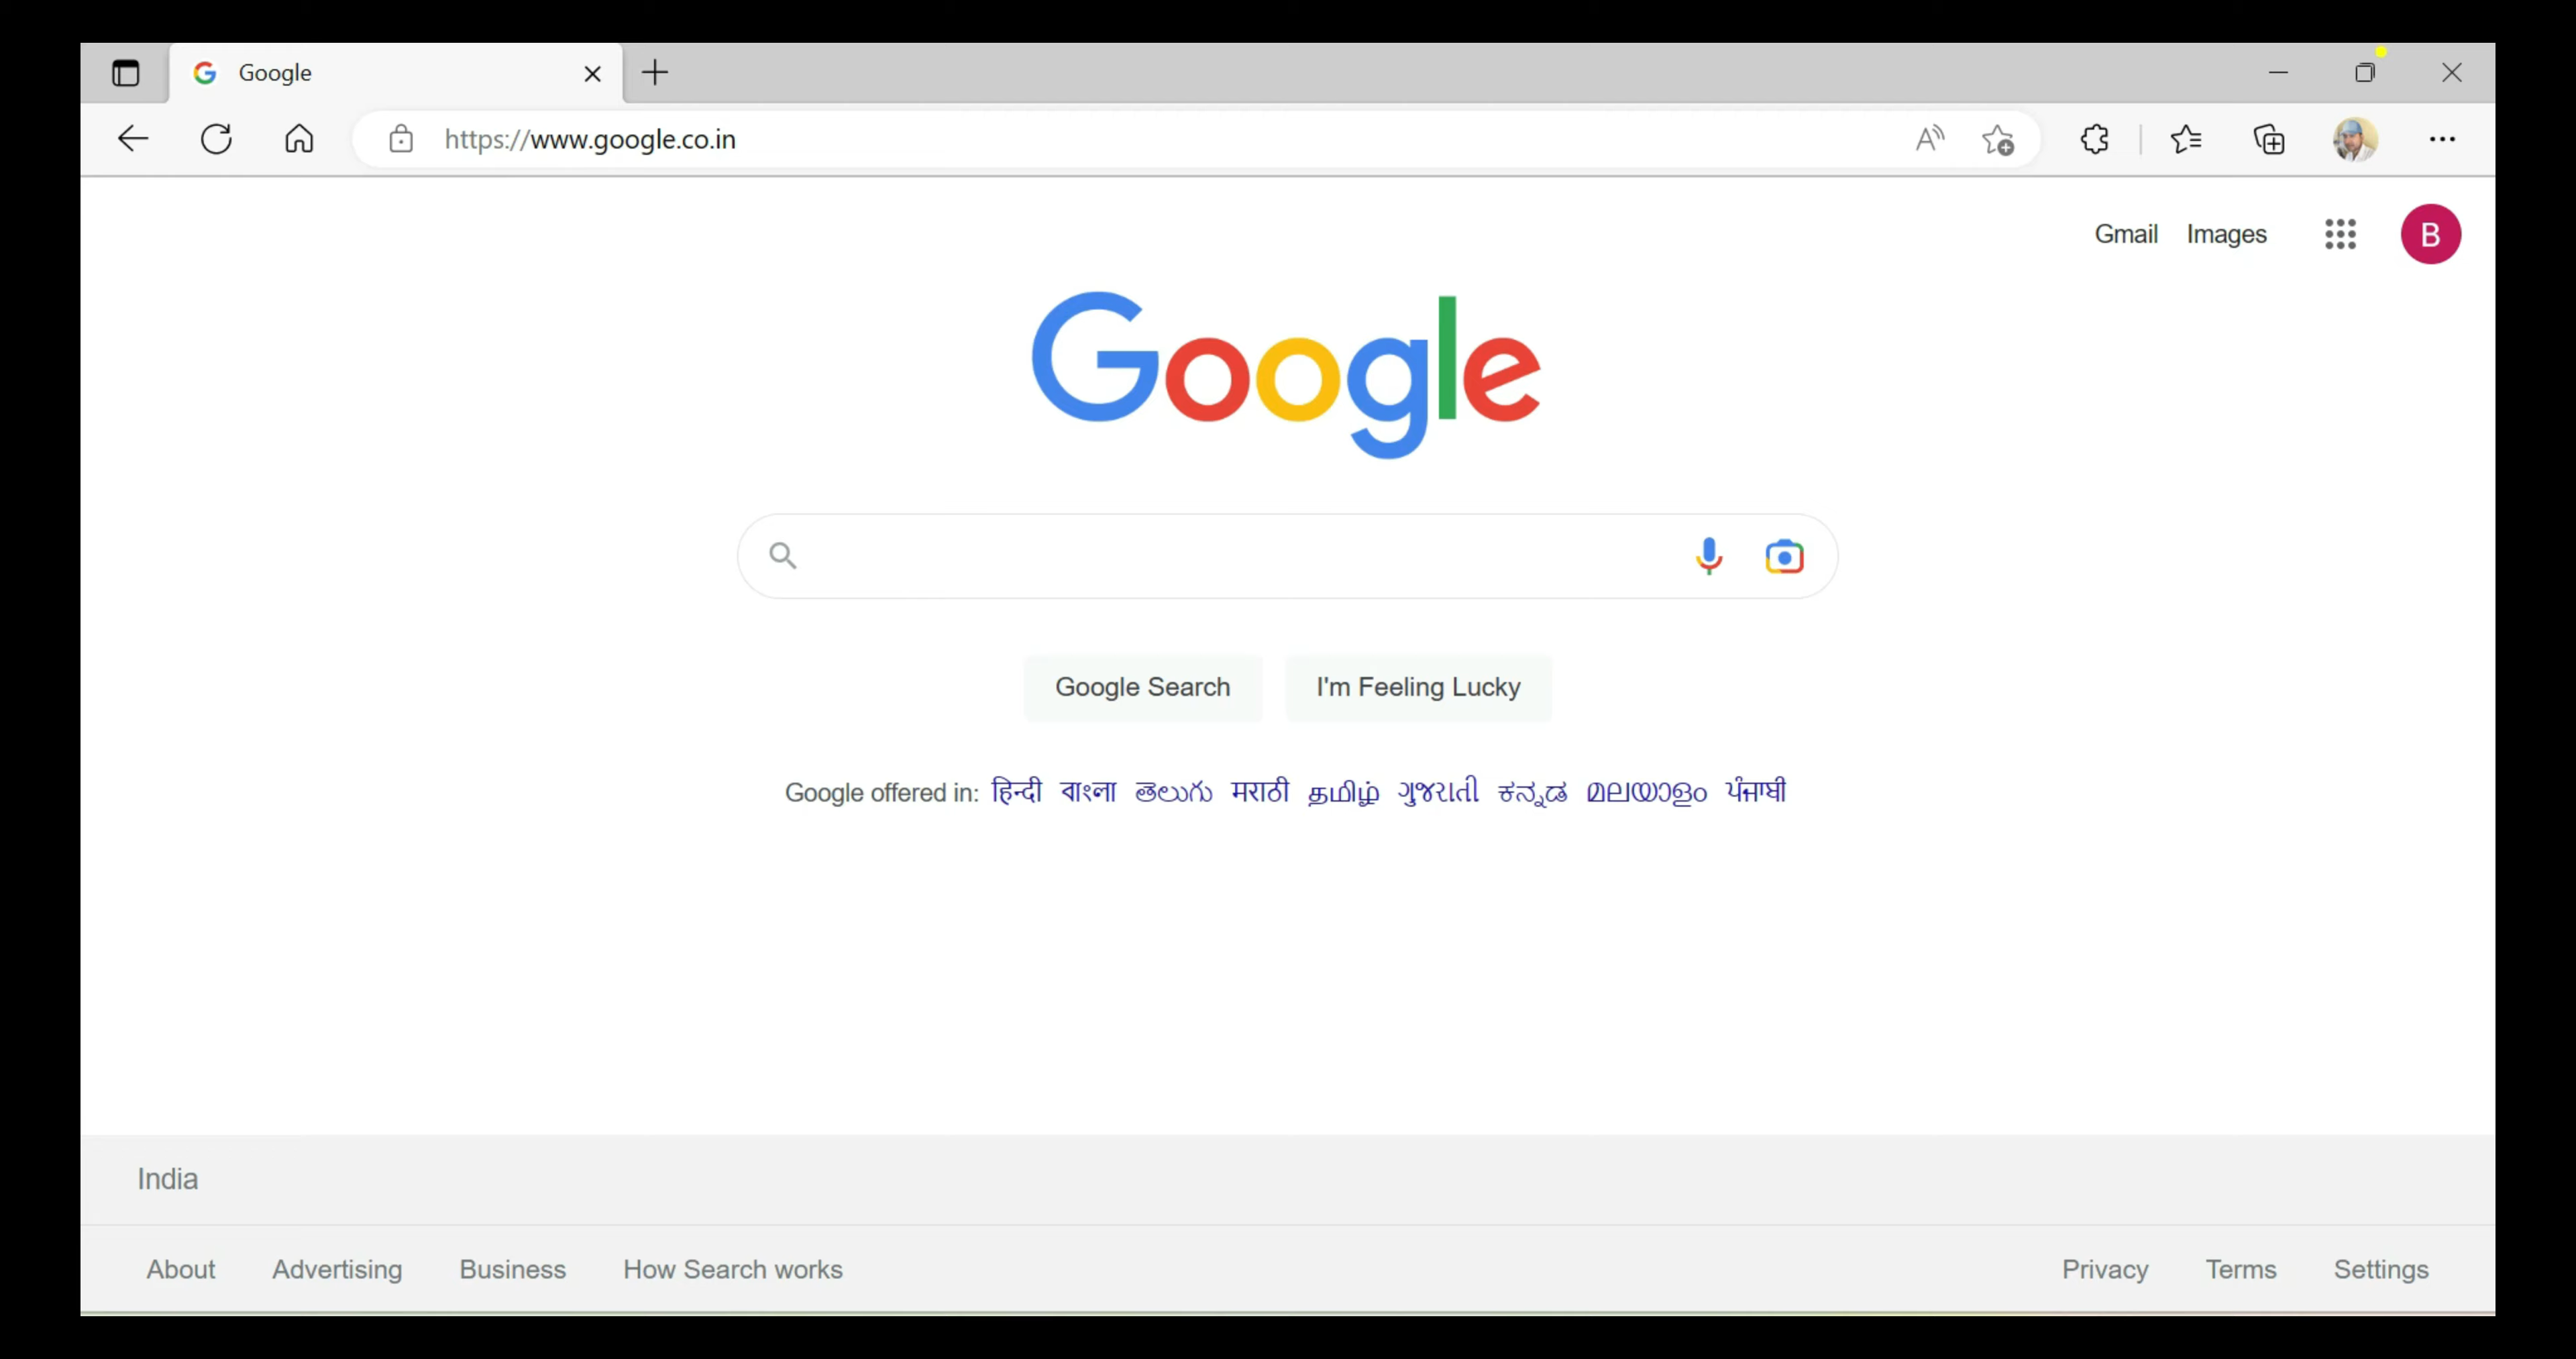 Google
https://www.google.co.in
Gmail Images B
Google
Google Search I'm Feeling Lucky
Google offered in: हिन्दी বাংলা తెలుగు मराठी தமிழ் ગુજરાતી ಕನ್ನಡ മലയാളം ਪੰਜਾਬੀ
India
About Advertising Business How Search works Privacy Terms Settings